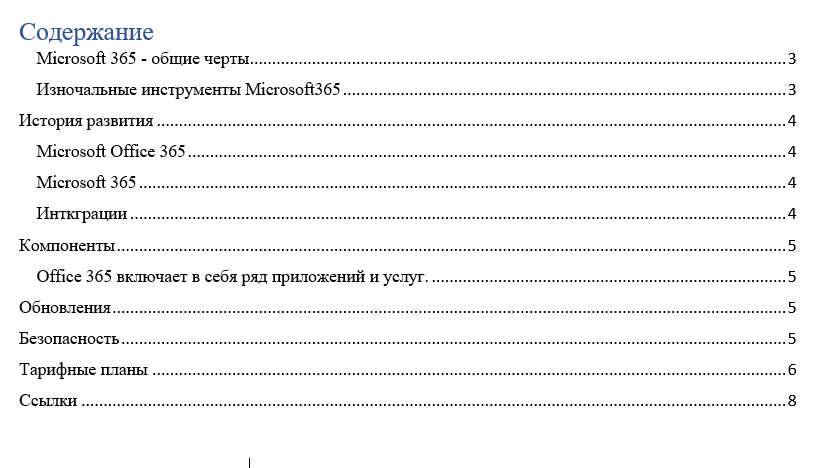 Содержание
Microsoft 365 - общие черты........3
Изночальные инструменты Microsoft365........3
История развития........4
Microsoft Office 365........4
Microsoft 365........4
Инткграции........4
Компоненты........5
Office 365 включает в себя ряд приложений и услуг.........5
Обновления........5
Безопасность........5
Тарифные планы........6
Ссылки........8